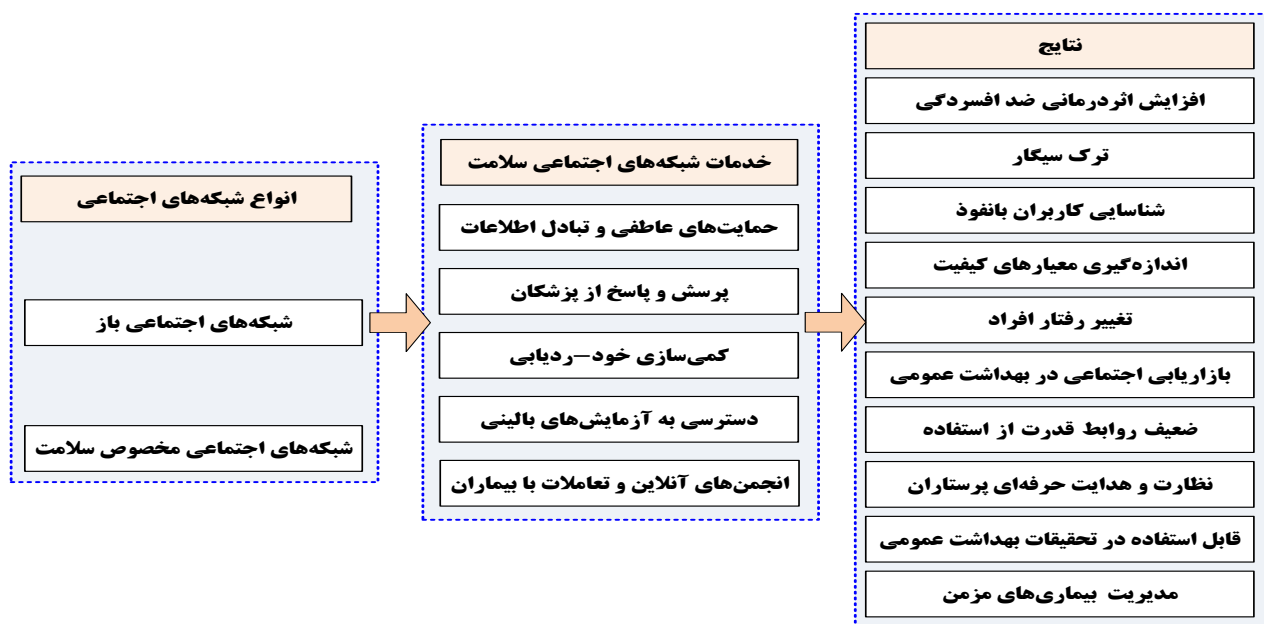 انواع شبکه‌های اجتماعی
شبکه‌های اجتماعی باز
شبکه‌های اجتماعی مخصوص سلامت
خدمات شبکه‌های اجتماعی سلامت
حمایت‌های عاطفی و تبادل اطلاعات
پرسش و پاسخ از پزشکان
کمی‌سازی خود–ردیابی
دسترسی به آزمایش‌های بالینی
انجمن‌های آنلاین و تعاملات با بیماران
نتایج
افزایش اثردرمانی ضد افسردگی
ترک سیگار
شناسایی کاربران بانفوذ
اندازه‌گیری معیارهای کیفیت
تغییر رفتار افراد
بازاریابی اجتماعی در بهداشت عمومی
ضعیف روابط قدرت از استفاده
نظارت و هدایت حرفه‌ای پرستاران
قابل استفاده در تحقیقات بهداشت عمومی
مدیریت بیماری‌های مزمن